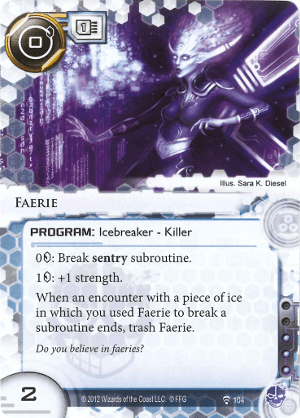 0
1
Illus. Sara K. Diesel
FAERIE
PROGRAM: Icebreaker - Killer
0: Break sentry subroutine.
1: +1 strength.
When an encounter with a piece of ice
in which you used Faerie to break a
subroutine ends, trash Faerie.
Do you believe in faeries?
2
© 2012 Wizards of the Coast LLC. © FFG
104